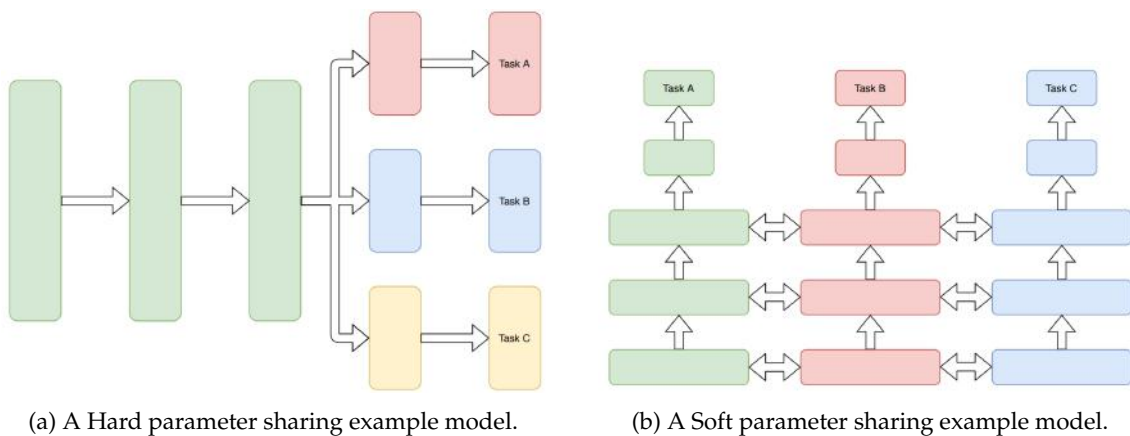 Task A
Task B
Task C
(a) A Hard parameter sharing example model.
Task A
Task B
Task C
(b) A Soft parameter sharing example model.